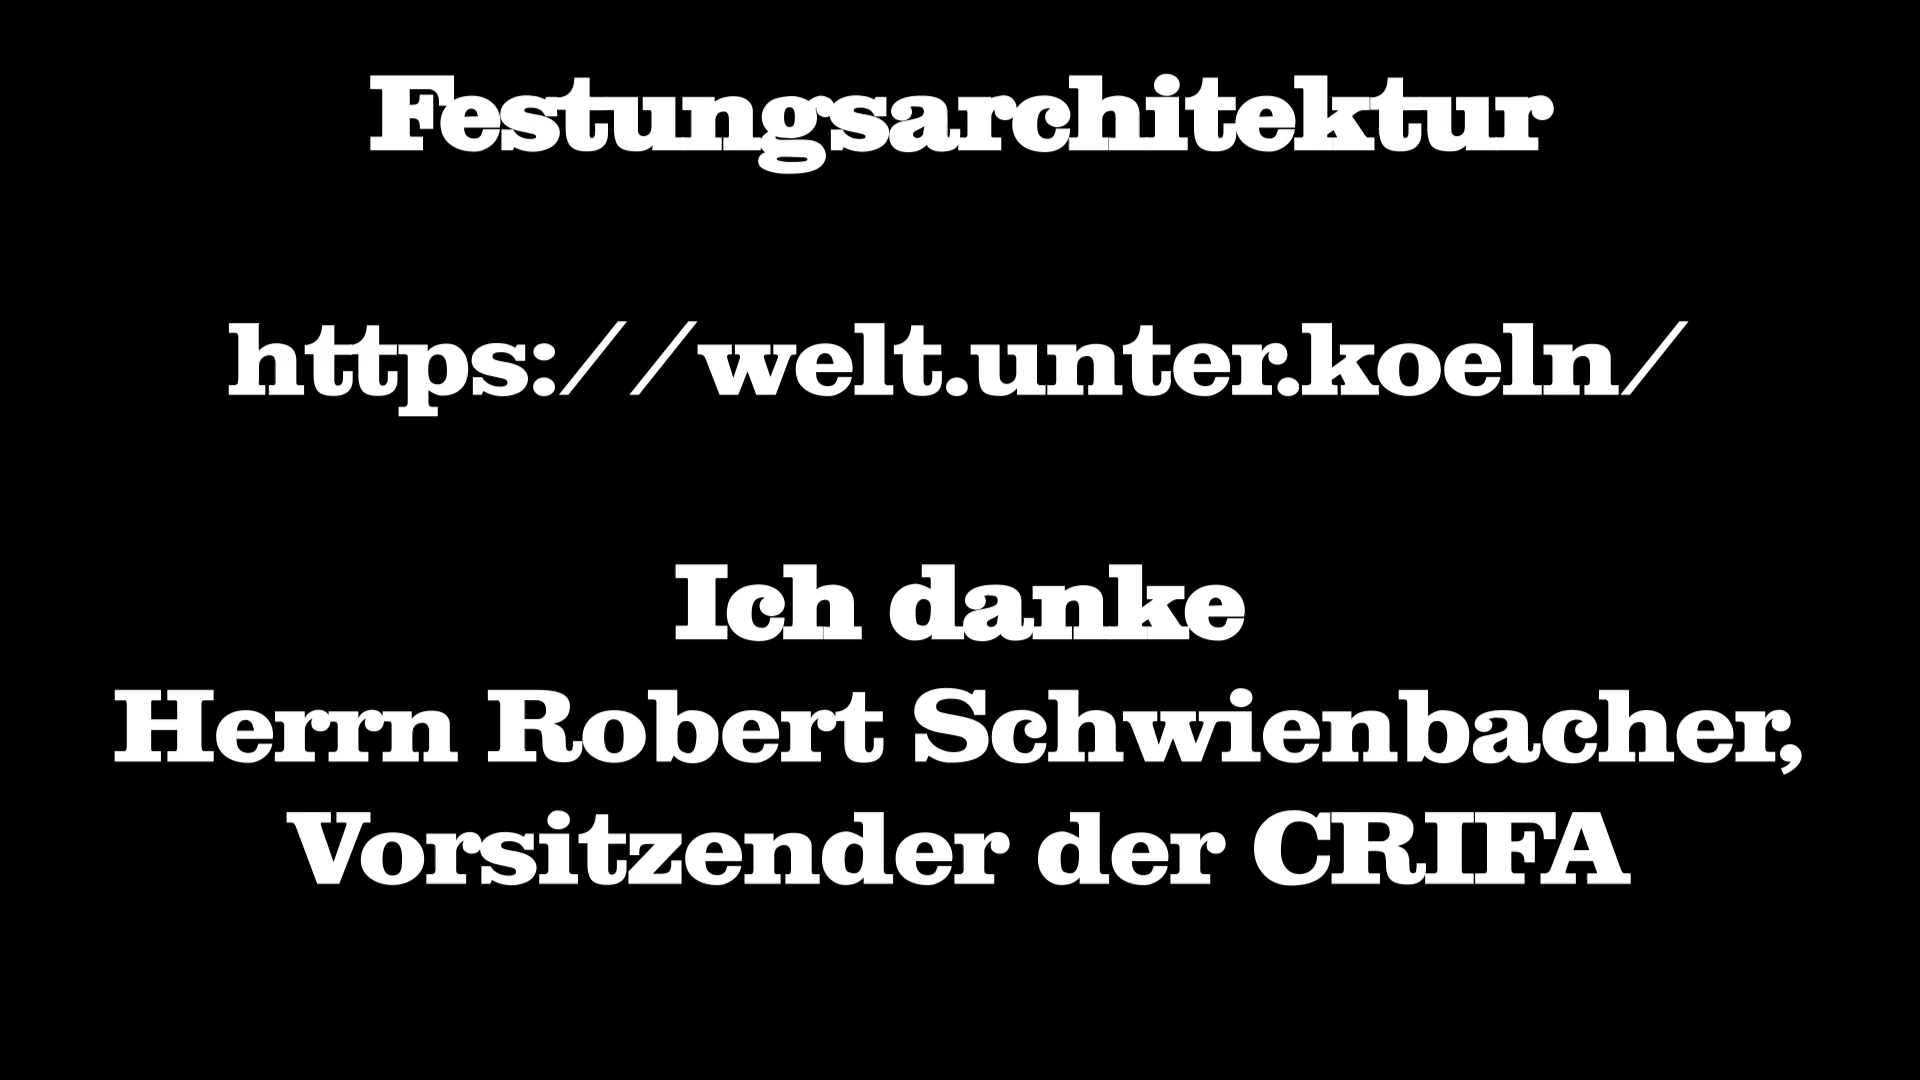 Festungsarchitektur
https://welt.unter.koeln/
Ich danke
Herrn Robert Schwienbacher,
Vorsitzender der CRIFA